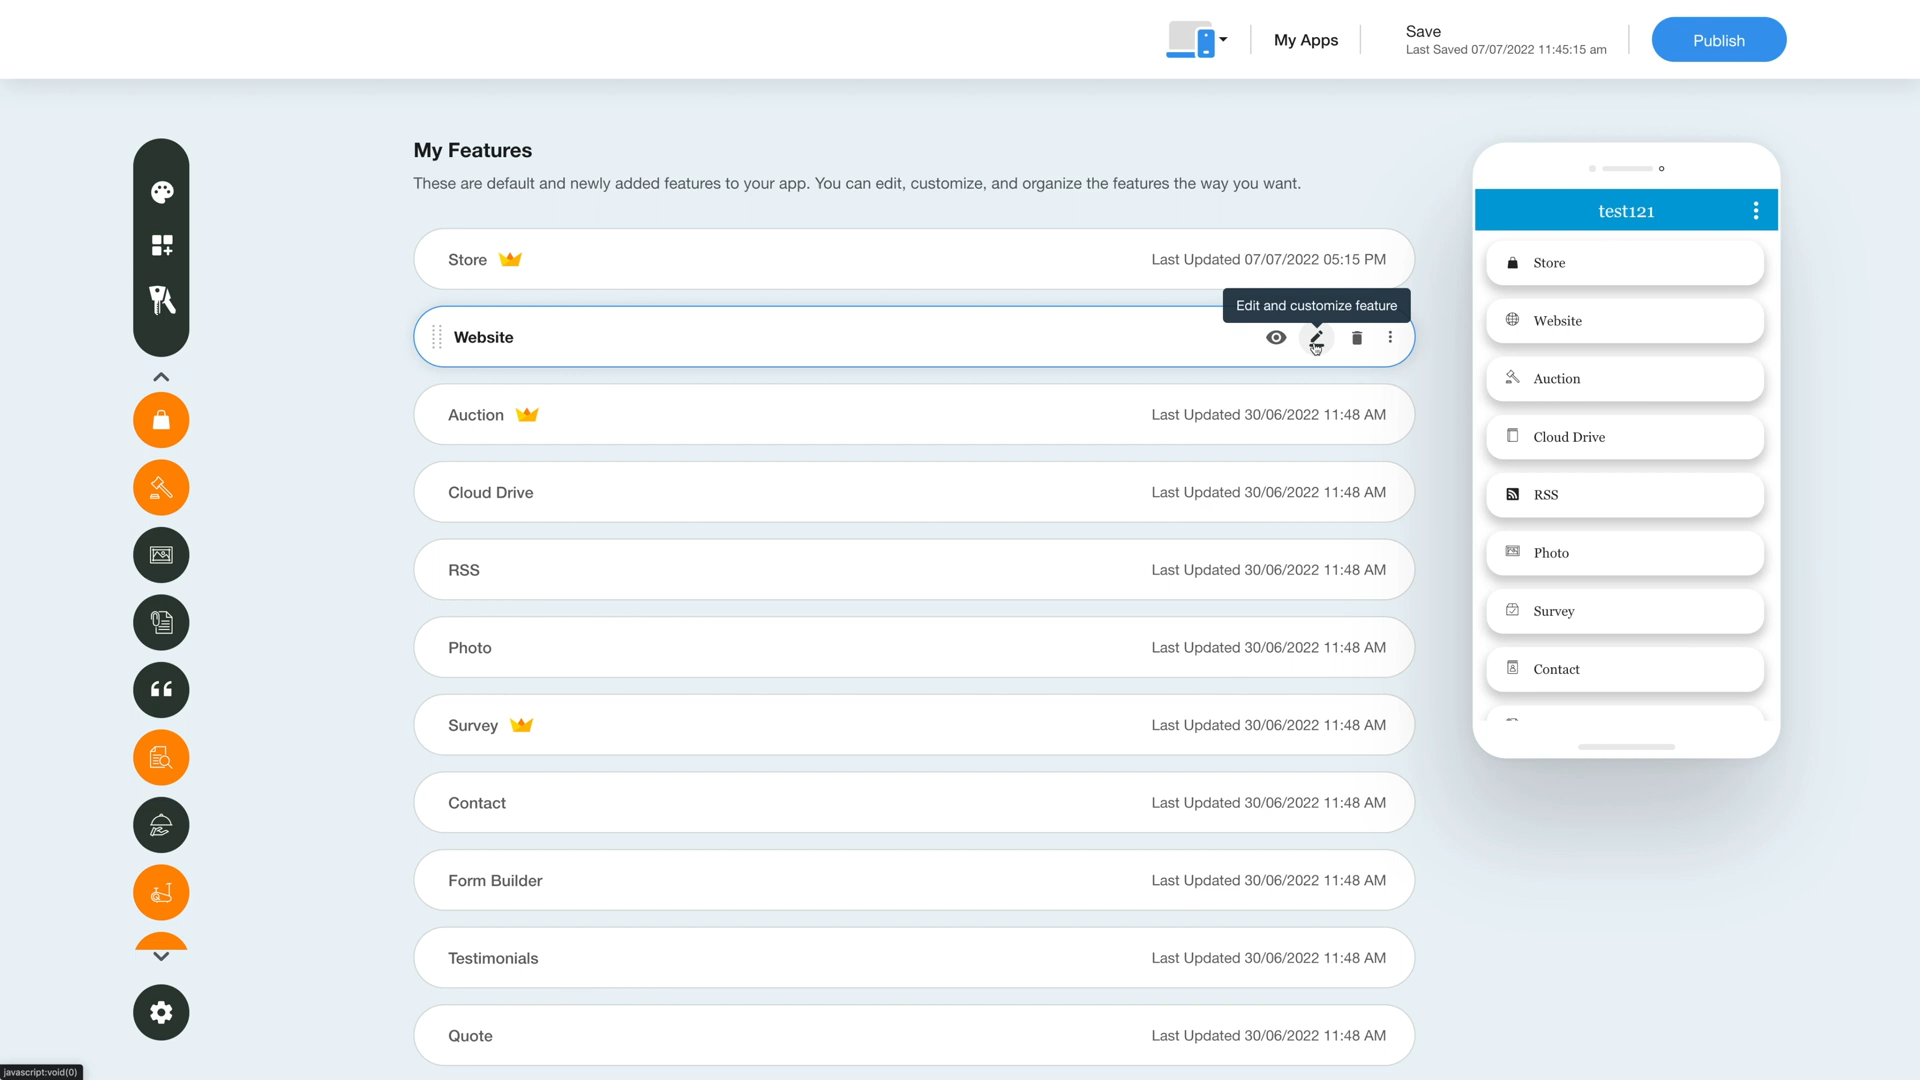 My Apps
Save
Last Saved 07/07/2022 11:45:15 am
Publish
My Features
These are default and newly added features to your app. You can edit, customize, and organize the features the way you want.
Store
Last Updated 07/07/2022 05:15 PM
Edit and customize feature
Website
Auction
Last Updated 30/06/2022 11:48 AM
Cloud Drive
Last Updated 30/06/2022 11:48 AM
RSS
Last Updated 30/06/2022 11:48 AM
Photo
Last Updated 30/06/2022 11:48 AM
Survey
Last Updated 30/06/2022 11:48 AM
Contact
Last Updated 30/06/2022 11:48 AM
Form Builder
Last Updated 30/06/2022 11:48 AM
Testimonials
Last Updated 30/06/2022 11:48 AM
Quote
Last Updated 30/06/2022 11:48 AM
test121
Store
Website
Auction
Cloud Drive
RSS
Photo
Survey
Contact
javascript:void(0)